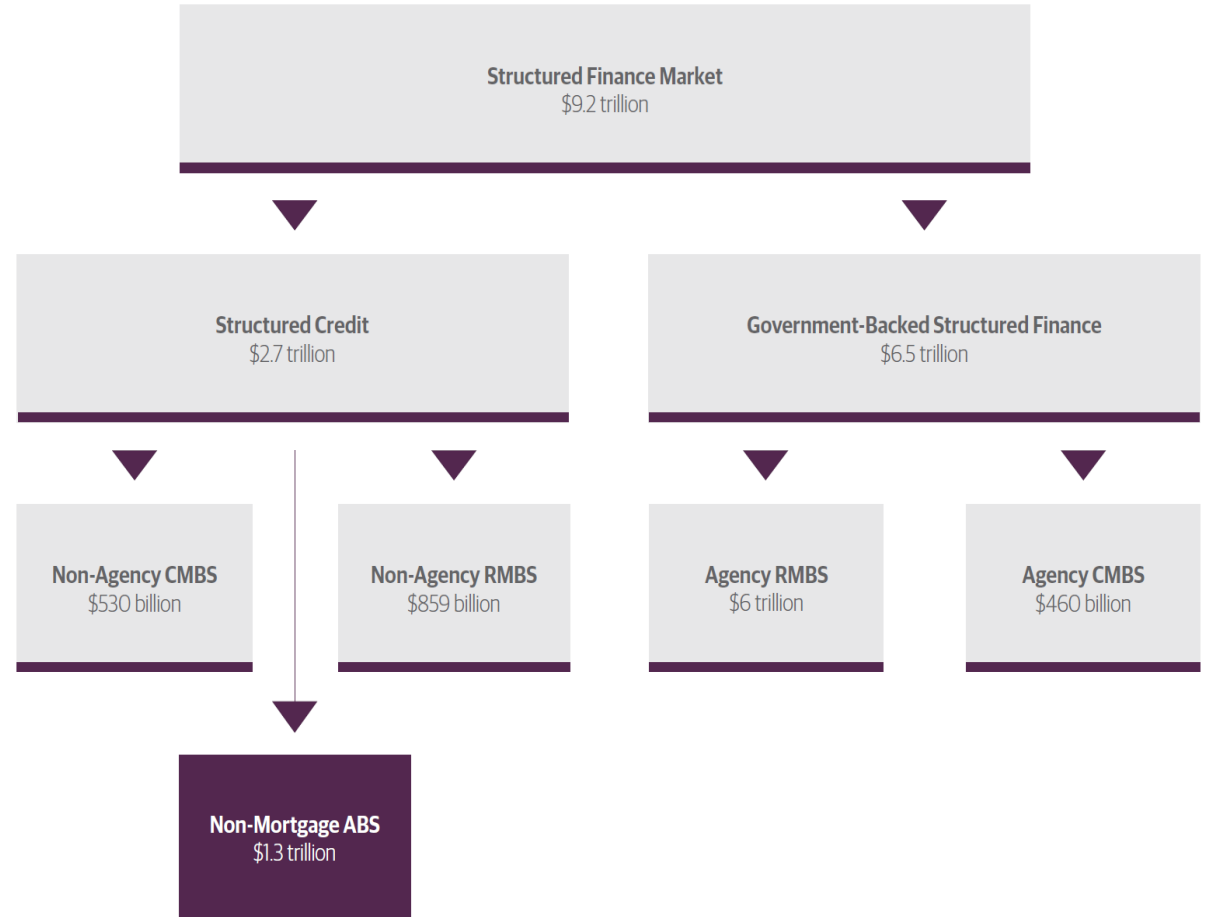 Structured Finance Market
$9.2 trillion
Structured Credit
$2.7 trillion
Government-Backed Structured Finance
$6.5 trillion
Non-Agency CMBS
$530 billion
Non-Agency RMBS
$859 billion
Agency RMBS
$6 trillion
Agency CMBS
$460 billion
Non-Mortgage ABS
$1.3 trillion